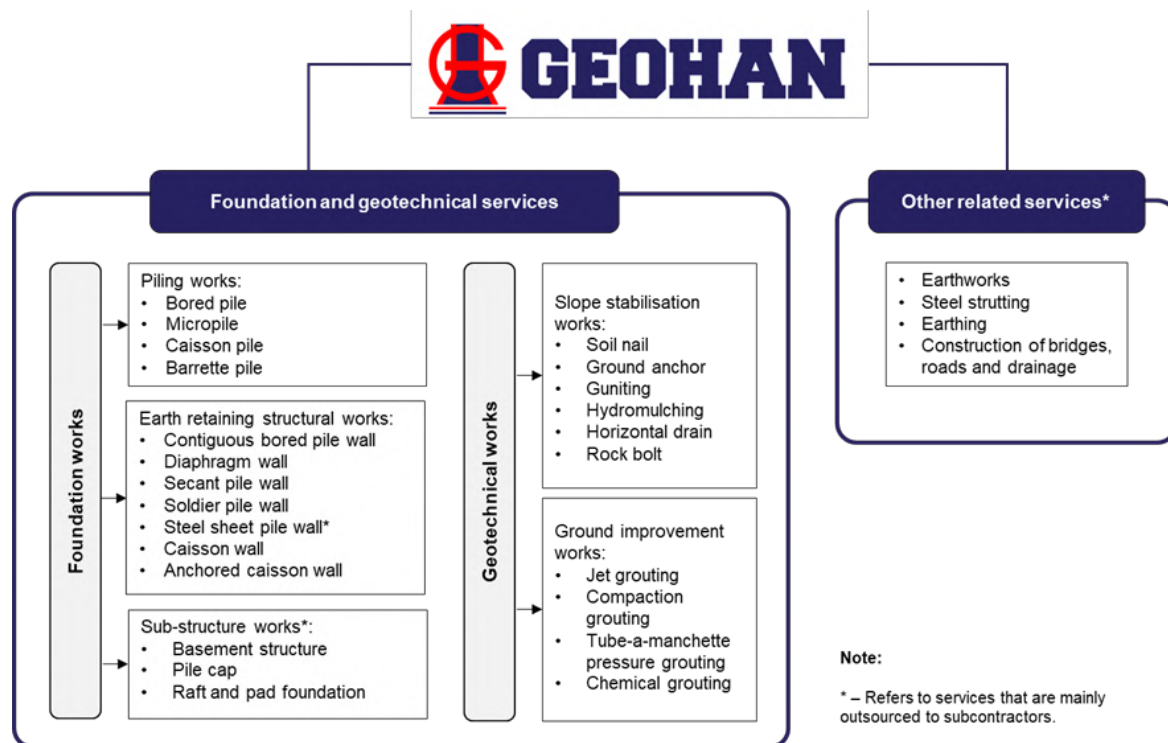 GEOHAN
Foundation and geotechnical services
Foundation works
Piling works:
• Bored pile
• Micropile
• Caisson pile
• Barrette pile
Earth retaining structural works:
• Contiguous bored pile wall
• Diaphragm wall
• Secant pile wall
• Soldier pile wall
• Steel sheet pile wall*
• Caisson wall
• Anchored caisson wall
Sub-structure works*:
• Basement structure
• Pile cap
• Raft and pad foundation
Geotechnical works
Slope stabilisation
works:
• Soil nail
• Ground anchor
• Guniting
• Hydromulching
• Horizontal drain
• Rock bolt
Ground improvement
works:
• Jet grouting
• Compaction
grouting
• Tube-a-manchette
pressure grouting
• Chemical grouting
Other related services*
• Earthworks
• Steel strutting
• Earthing
• Construction of bridges,
roads and drainage
Note:
* – Refers to services that are mainly
outsourced to subcontractors.